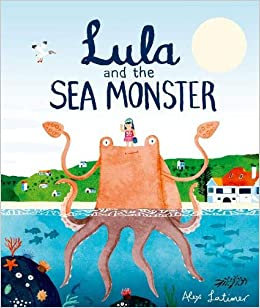 Lula
and the
SEA MONSTER
Alex Latimer